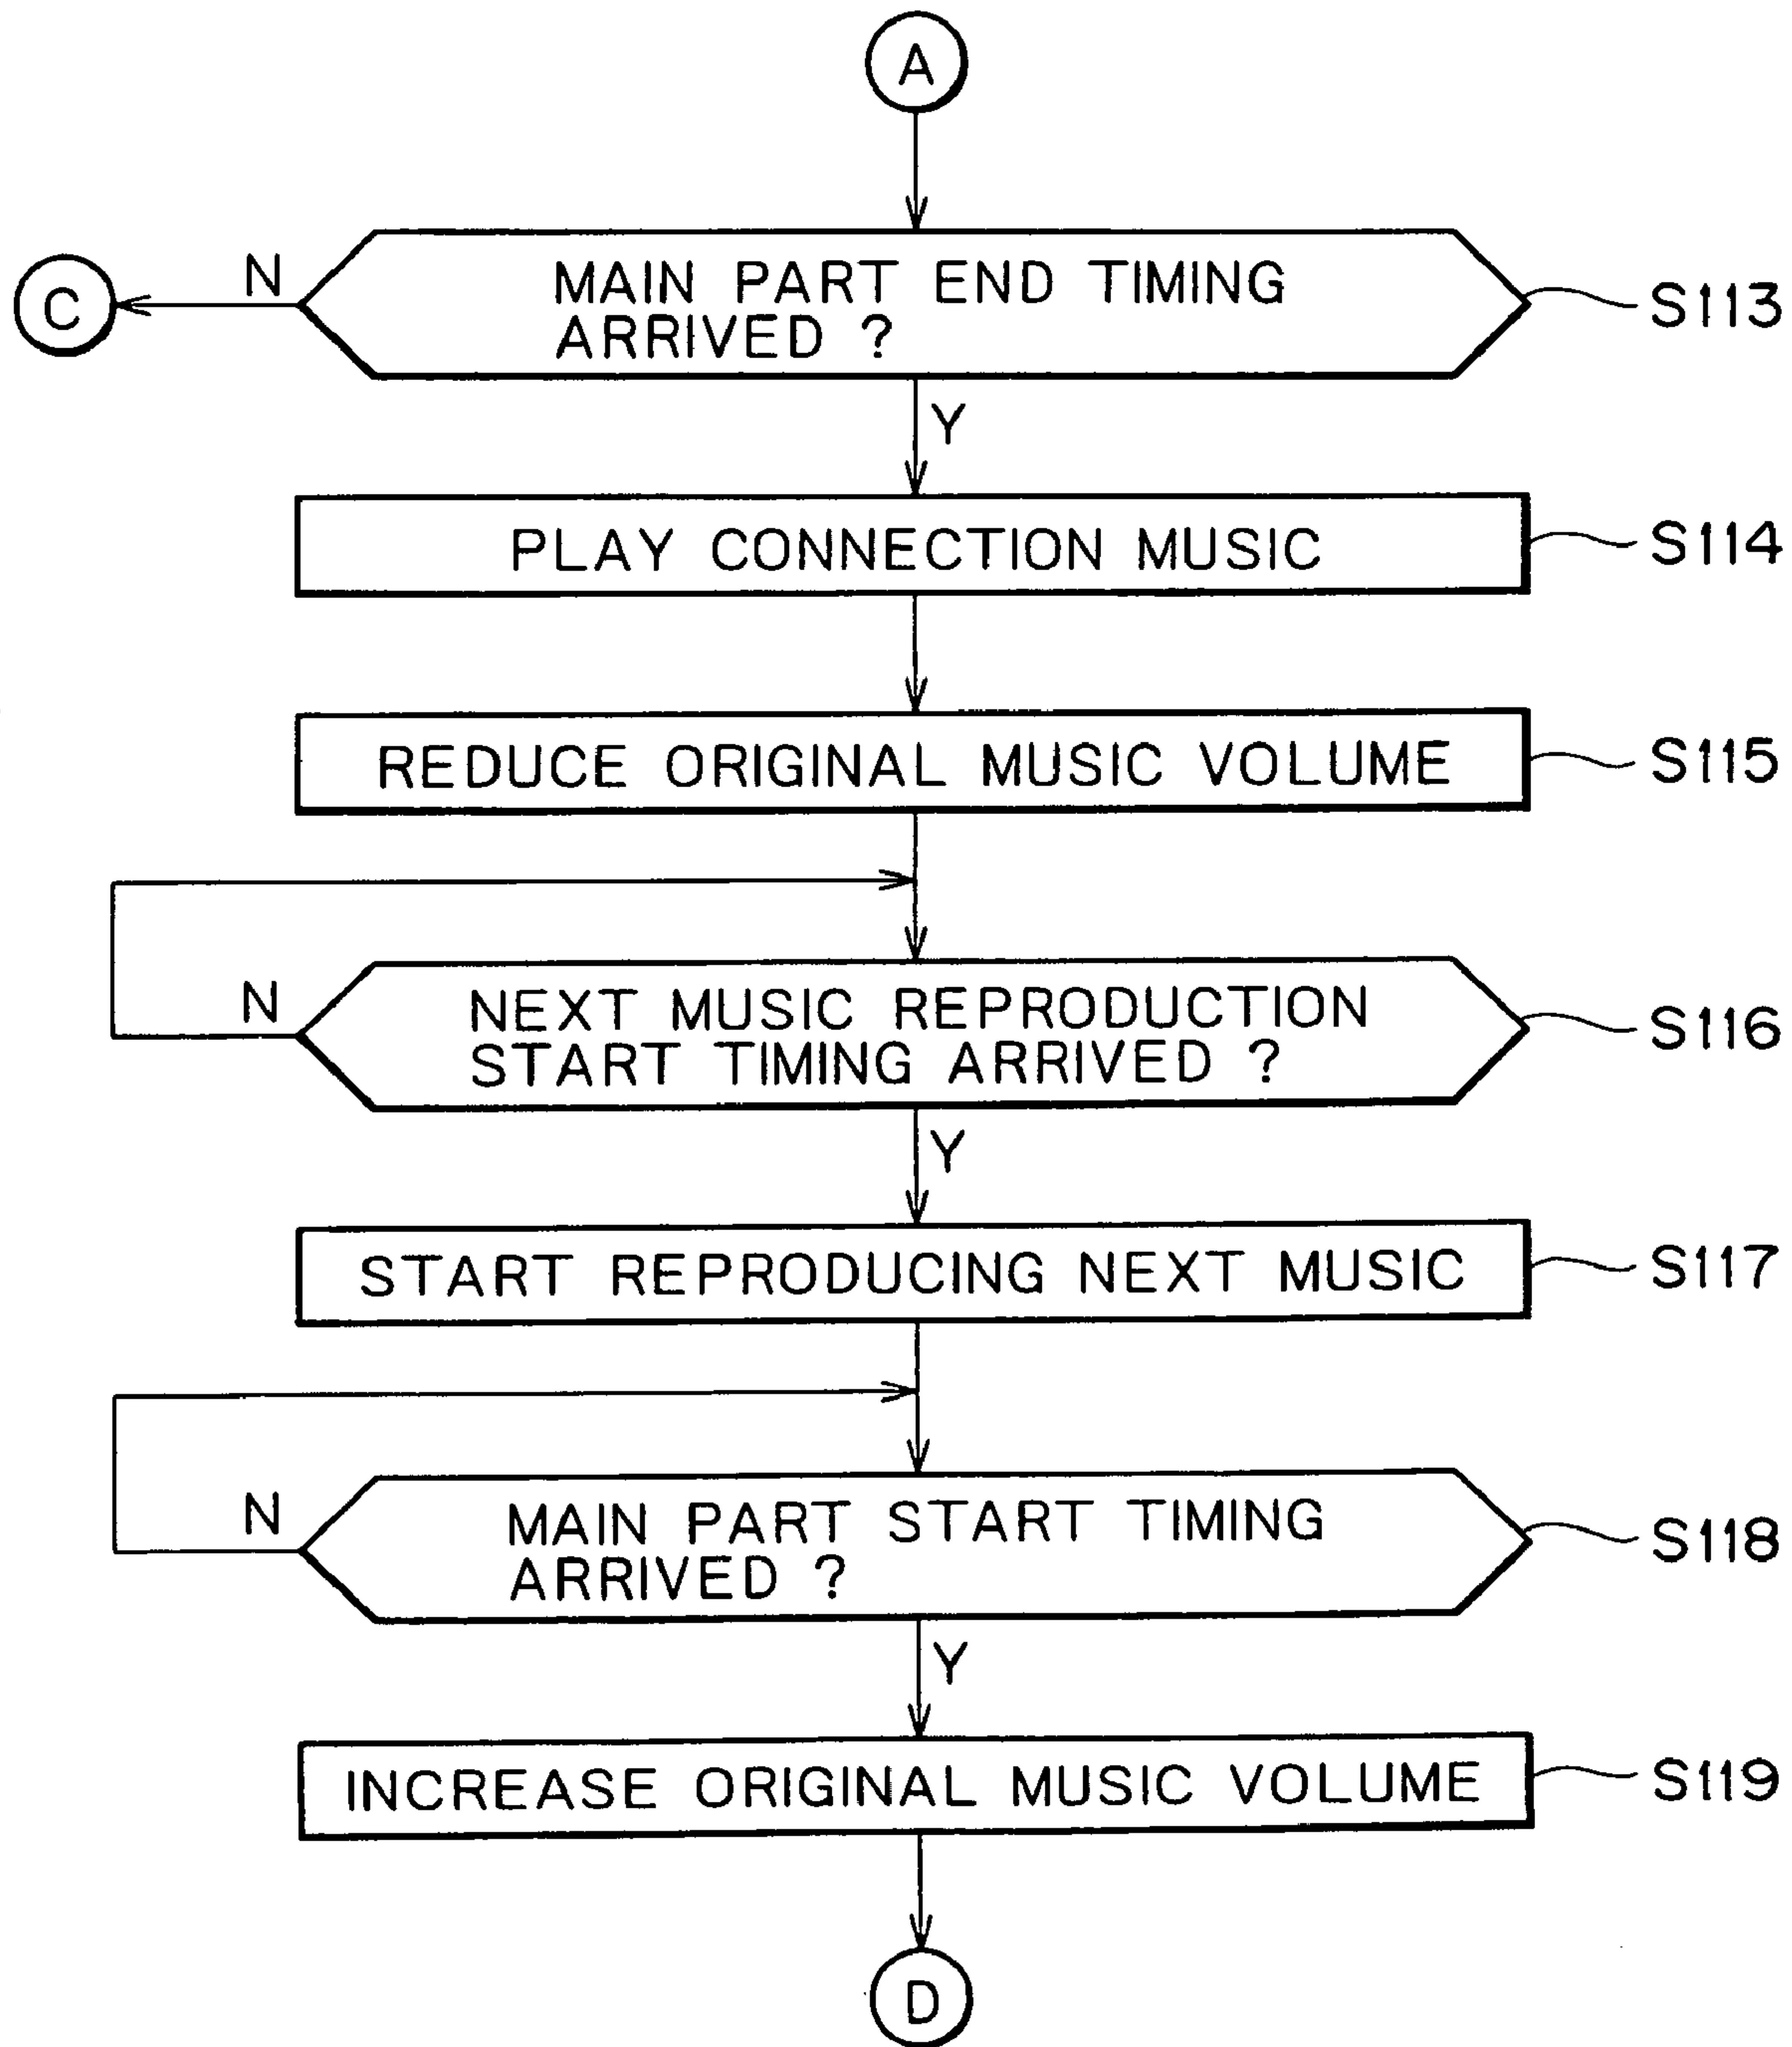 A
C
N
MAIN PART END TIMING
ARRIVED ?
S113
Y
PLAY CONNECTION MUSIC
S114
REDUCE ORIGINAL MUSIC VOLUME
S115
N
NEXT MUSIC REPRODUCTION
START TIMING ARRIVED ?
S116
Y
START REPRODUCING NEXT MUSIC
S117
N
MAIN PART START TIMING
ARRIVED ?
S118
Y
INCREASE ORIGINAL MUSIC VOLUME
S119
D